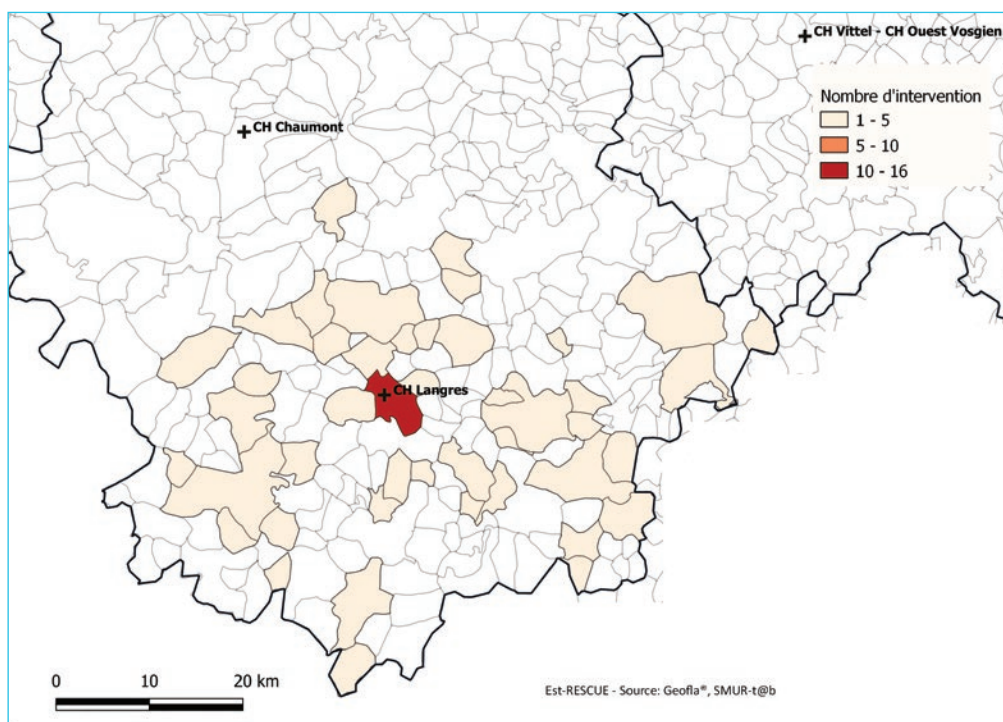 CH Vittel - CH Ouest Vosgien
Nombre d'intervention
1 - 5
5 - 10
10 - 16
CH Chaumont
CH Langres
0 10 20 km
Est-RESCUE - Source: Geofla®, SMUR-t@b